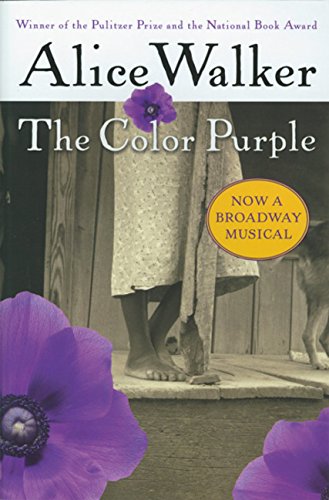 Winner of the Pulitzer Prize and the National Book Award
Alice Walker
The Color Purple
NOW A
BROADWAY
MUSICAL